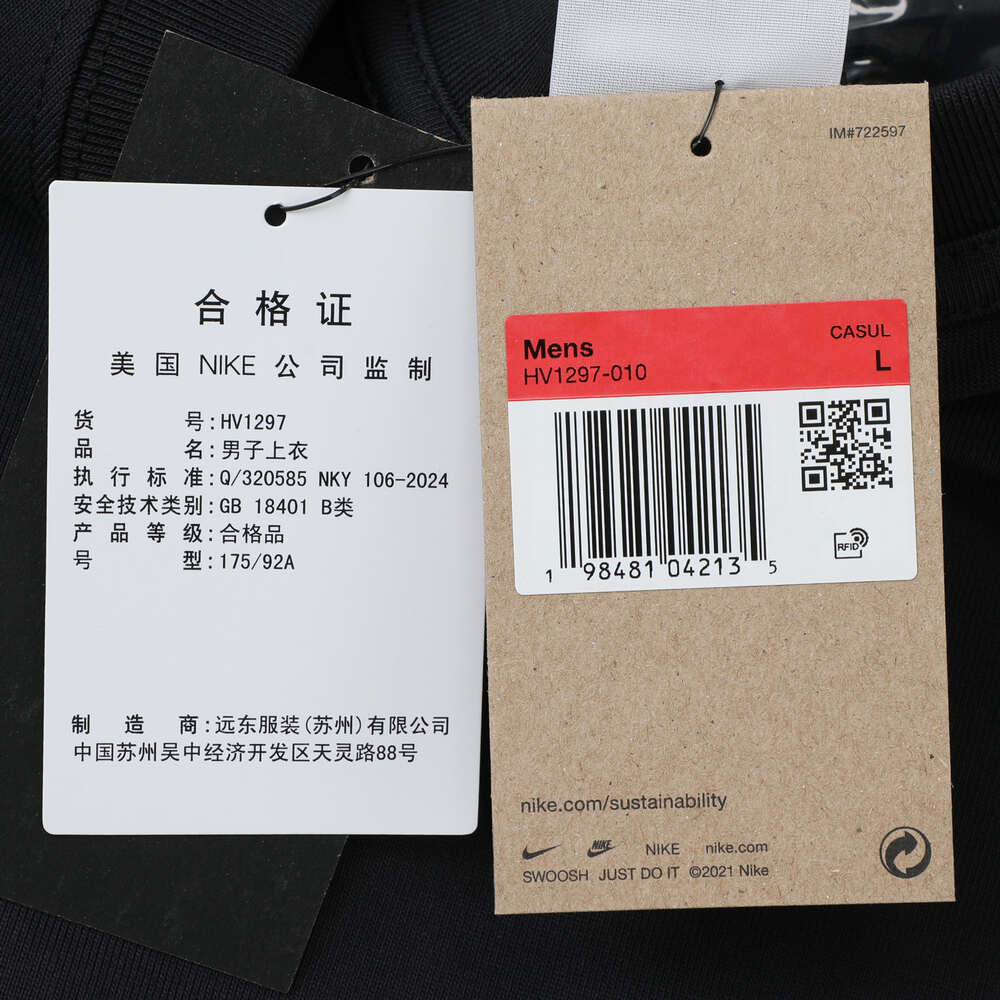 合格证
美国 NIKE 公司监制
货号:HV1297
品名:男子上衣
执行标准:Q/320585 NKY 106-2024
安全技术类别:GB 18401 B类
产品等级:合格品
号型:175/92A
制造商:远东服装(苏州)有限公司
中国苏州吴中经济开发区天灵路88号
IM#722597
Mens
HV1297-010
CASUL
L
1 98481 04213 5
RFID
nike.com/sustainability
NIKE NIKE nike.com
SWOOSH JUST DO IT ©2021 Nike